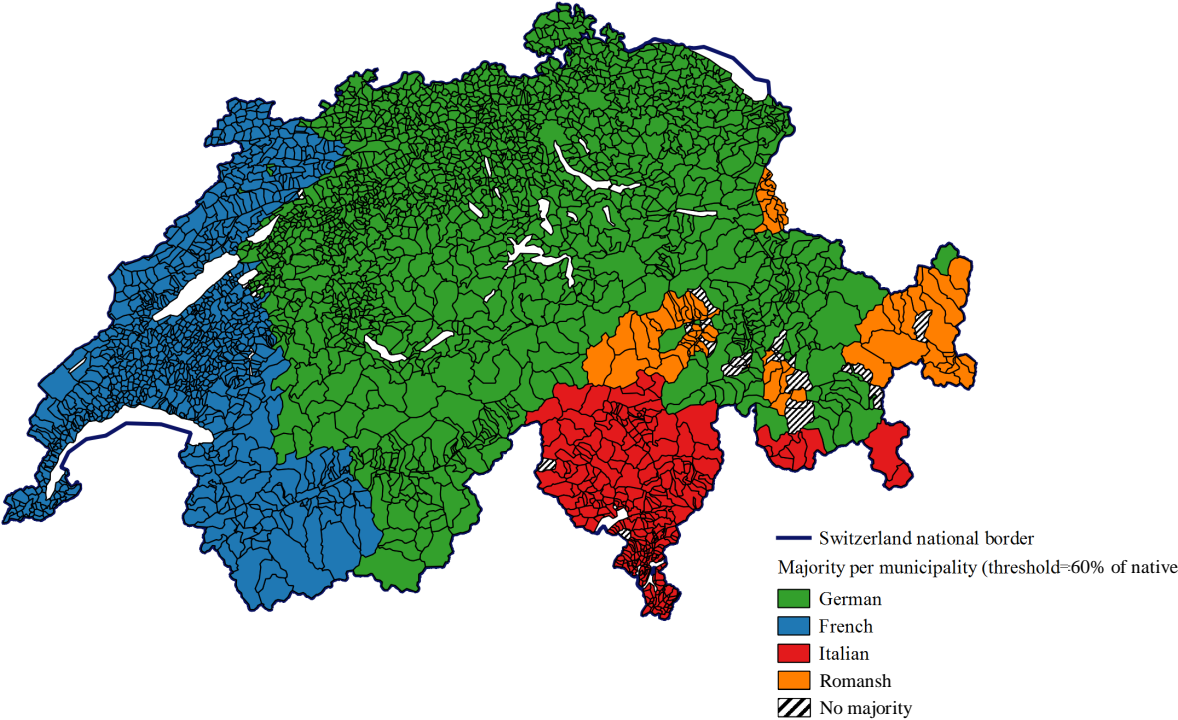 Switzerland national border
Majority per municipality (threshold=60% of native
German
French
Italian
Romansh
No majority